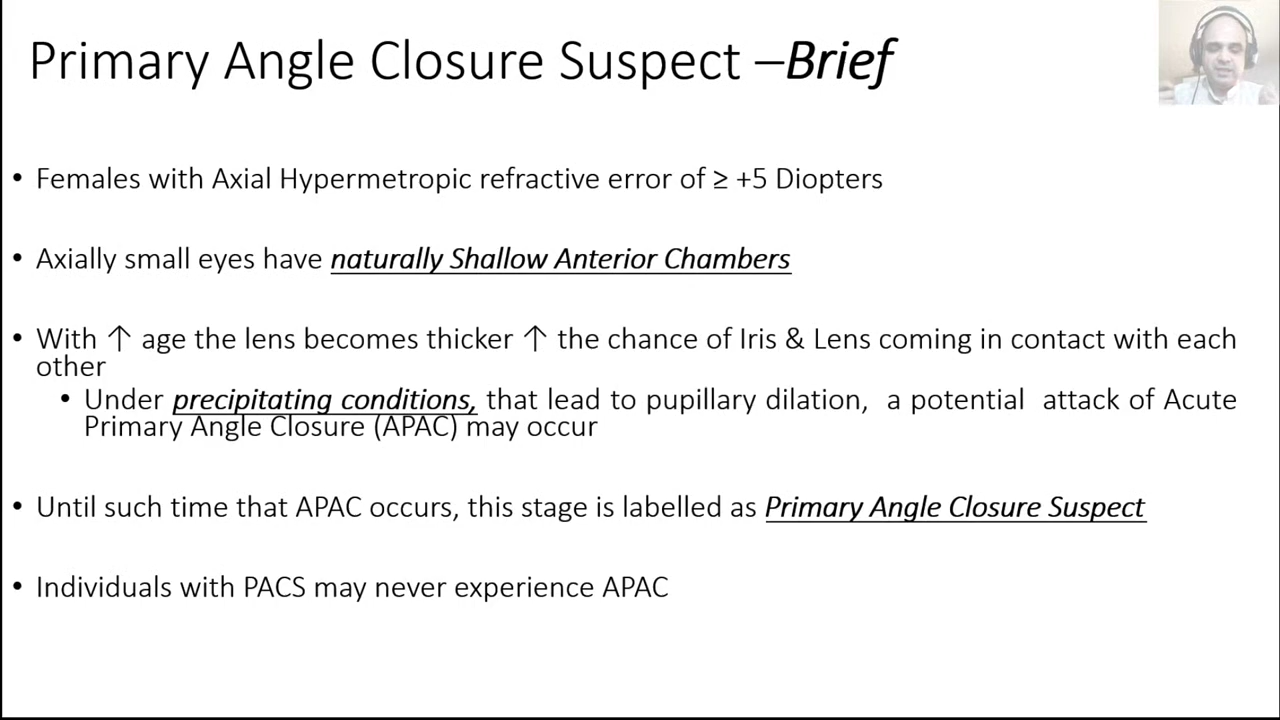 Primary Angle Closure Suspect –Brief
• Females with Axial Hypermetropic refractive error of ≥ +5 Diopters
• Axially small eyes have naturally Shallow Anterior Chambers
• With ↑ age the lens becomes thicker ↑ the chance of Iris & Lens coming in contact with each
other
• Under precipitating conditions, that lead to pupillary dilation, a potential attack of Acute
Primary Angle Closure (APAC) may occur
• Until such time that APAC occurs, this stage is labelled as Primary Angle Closure Suspect
• Individuals with PACS may never experience APAC